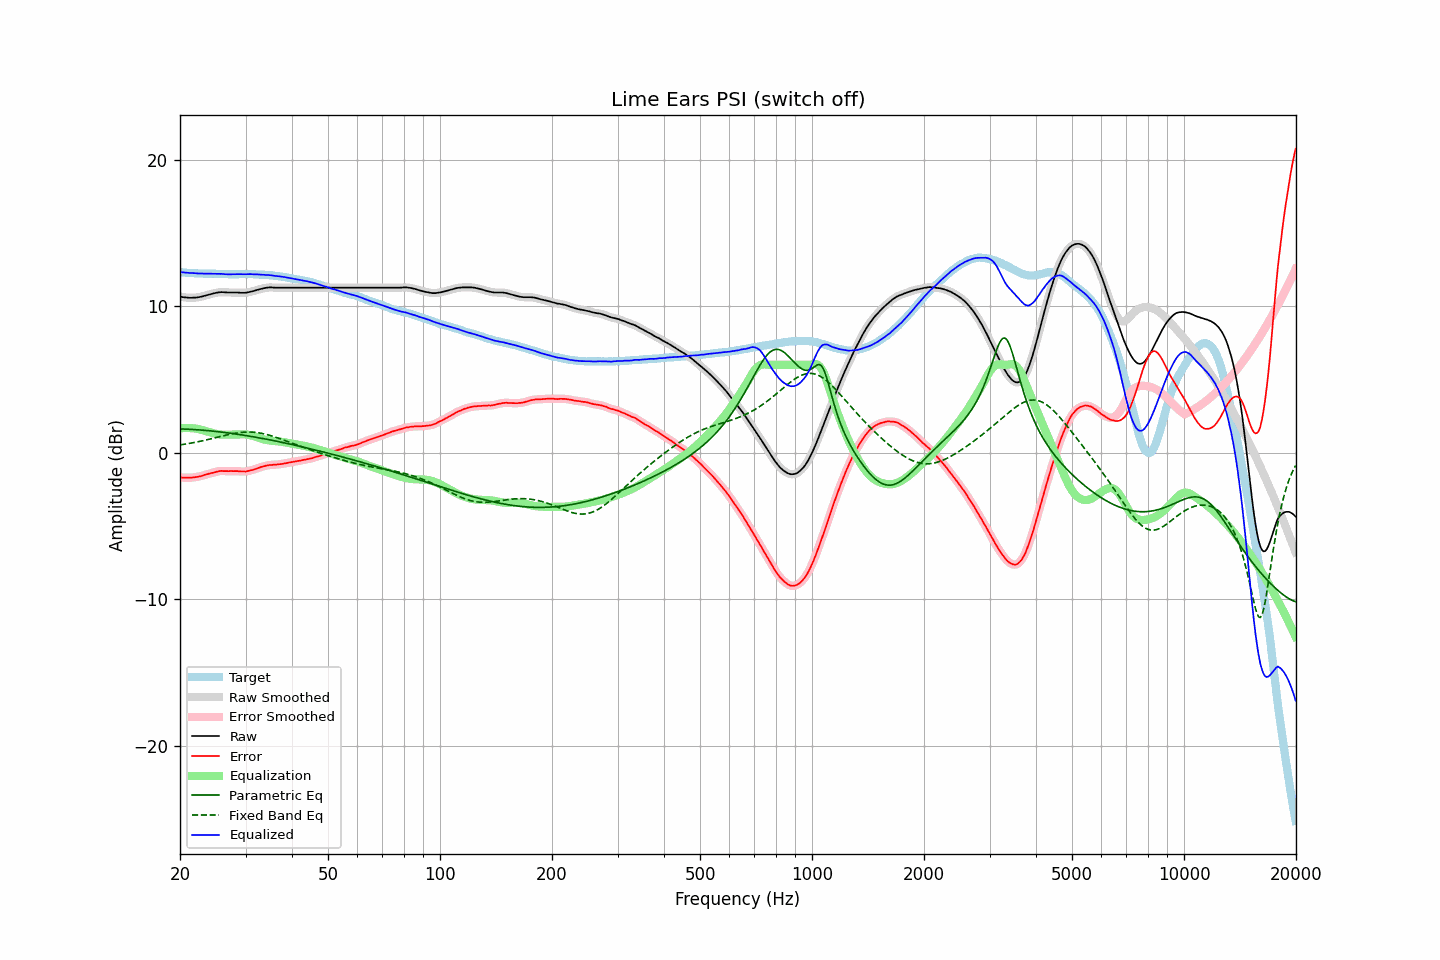 Lime Ears PSI (switch off)
20
10
0
−10
−20
Amplitude (dBr)
Target
Raw Smoothed
Error Smoothed
Raw
Error
Equalization
Parametric Eq
Fixed Band Eq
Equalized
20 50 100 200 500 1000 2000 5000 10000 20000
Frequency (Hz)